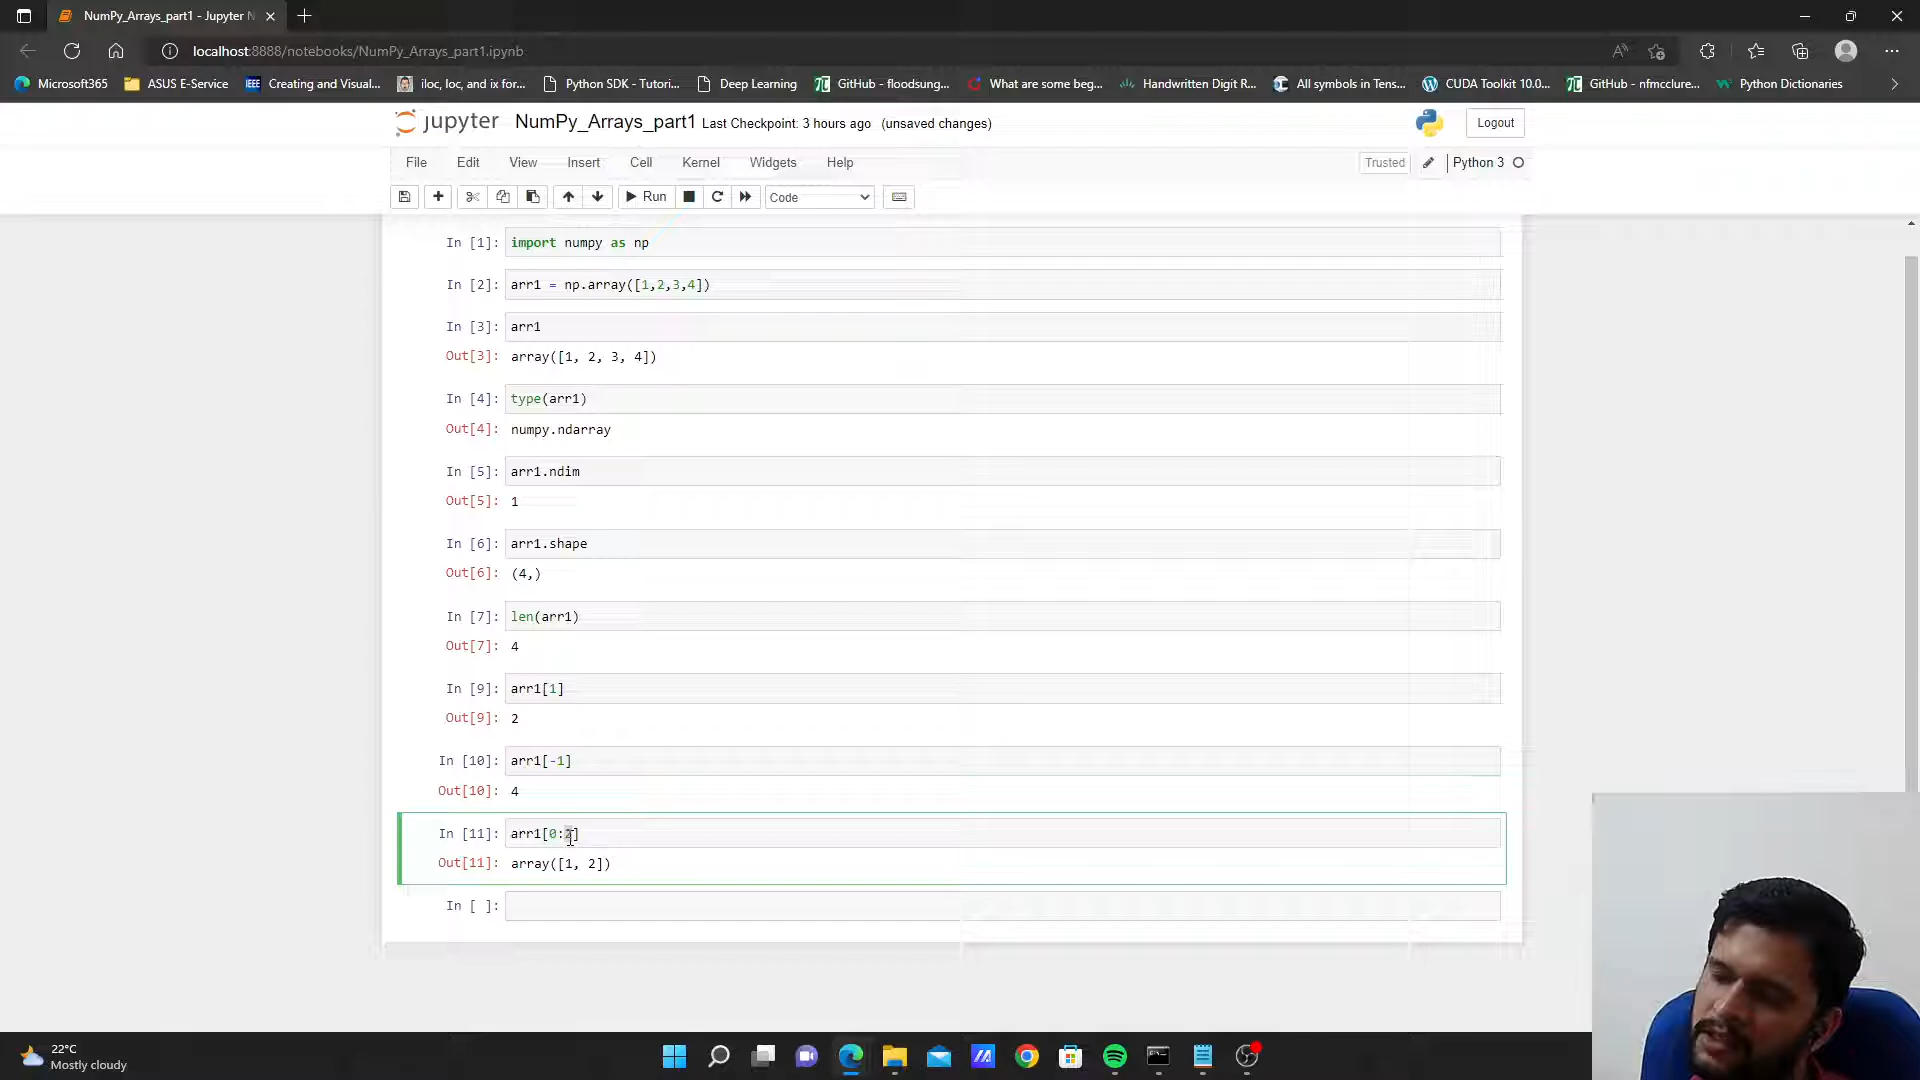 NumPy_Arrays_part1 - Jupyter N
localhost:8888/notebooks/NumPy_Arrays_part1.ipynb
Microsoft365 ASUS E-Service IEEE Creating and Visual... iloc, loc, and ix for... Python SDK - Tutori... Deep Learning GitHub - floodsung... What are some beg... Handwritten Digit R... All symbols in Tens... CUDA Toolkit 10.0... GitHub - nfmcclure... Python Dictionaries
jupyter NumPy_Arrays_part1 Last Checkpoint: 3 hours ago (unsaved changes) Logout
File Edit View Insert Cell Kernel Widgets Help Trusted Python 3
Run Code
In [1]: import numpy as np
In [2]: arr1 = np.array([1,2,3,4])
In [3]: arr1
Out[3]: array([1, 2, 3, 4])
In [4]: type(arr1)
Out[4]: numpy.ndarray
In [5]: arr1.ndim
Out[5]: 1
In [6]: arr1.shape
Out[6]: (4,)
In [7]: len(arr1)
Out[7]: 4
In [9]: arr1[1]
Out[9]: 2
In [10]: arr1[-1]
Out[10]: 4
In [11]: arr1[0:2]
Out[11]: array([1, 2])
In [ ]:
22°C
Mostly cloudy